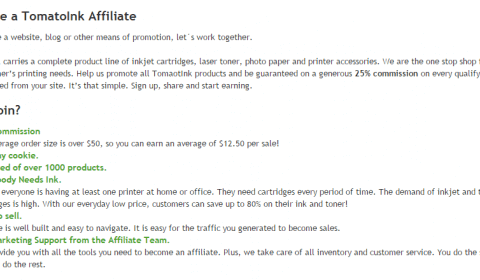 e a TomatoInk Affiliate
e a website, blog or other means of promotion, let`s work together.
carries a complete product line of inkjet cartridges, laser toner, photo paper and printer accessories. We are the one stop shop f
er's printing needs. Help us promote all TomaotInk products and be guaranteed on a generous 25% commission on every qualify
ed from your site. It's that simple. Sign up, share and start earning.
oin?
ommission
erage order size is over $50, so you can earn an average of $12.50 per sale!
y cookie.
ed of over 1000 products.
body Needs Ink.
everyone is having at least one printer at home or office. They need cartridges every period of time. The demand of inkjet and t
ges is high. With our everyday low price, customers can save up to 80% on their ink and toner!
o sell.
e is well built and easy to navigate. It is easy for the traffic you generated to become sales.
arketing Support from the Affiliate Team.
vide you with all the tools you need to become an affiliate. Plus, we take care of all inventory and customer service. You do the s
do the rest.